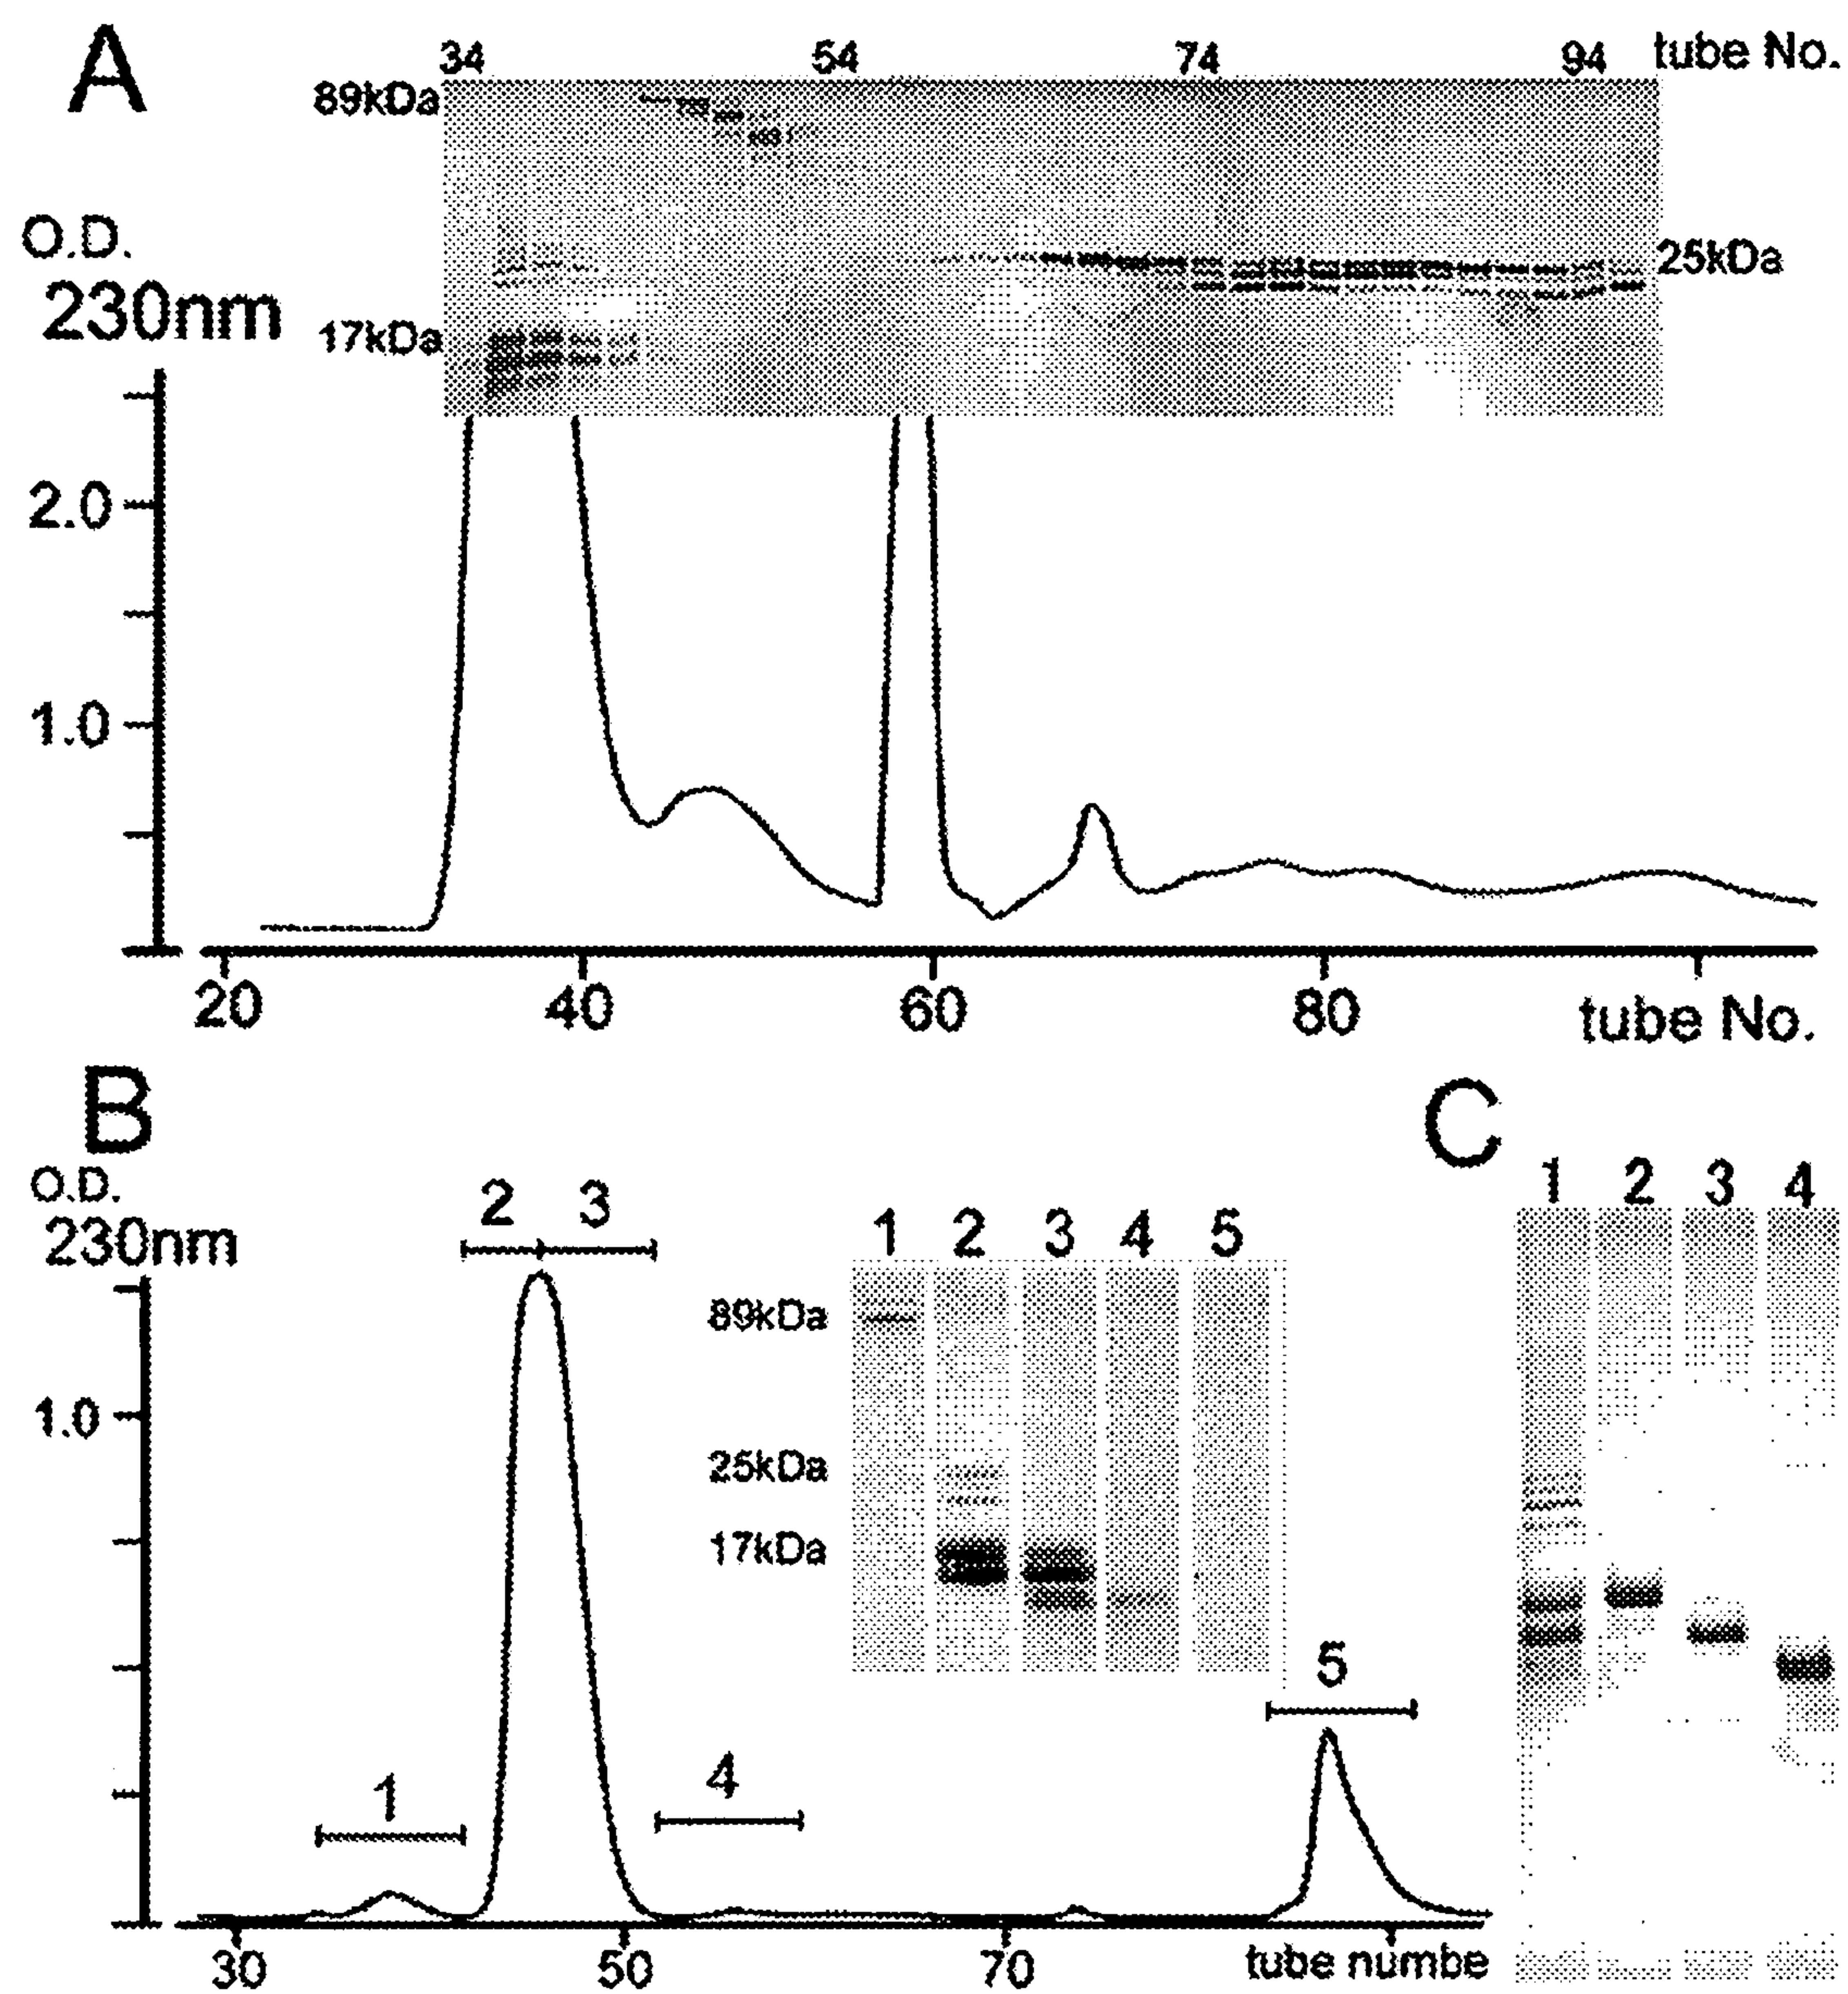 A
34 54 74 94 tube No.
89kDa
O.D.
230nm
25kDa
17kDa
2.0
1.0
20 40 60 80 tube No.
B
O.D.
230nm
2 3
1 2 3 4 5
89kDa
1.0
25kDa
17kDa
5
4
1
30 50 70 tube numbe
C
1 2 3 4